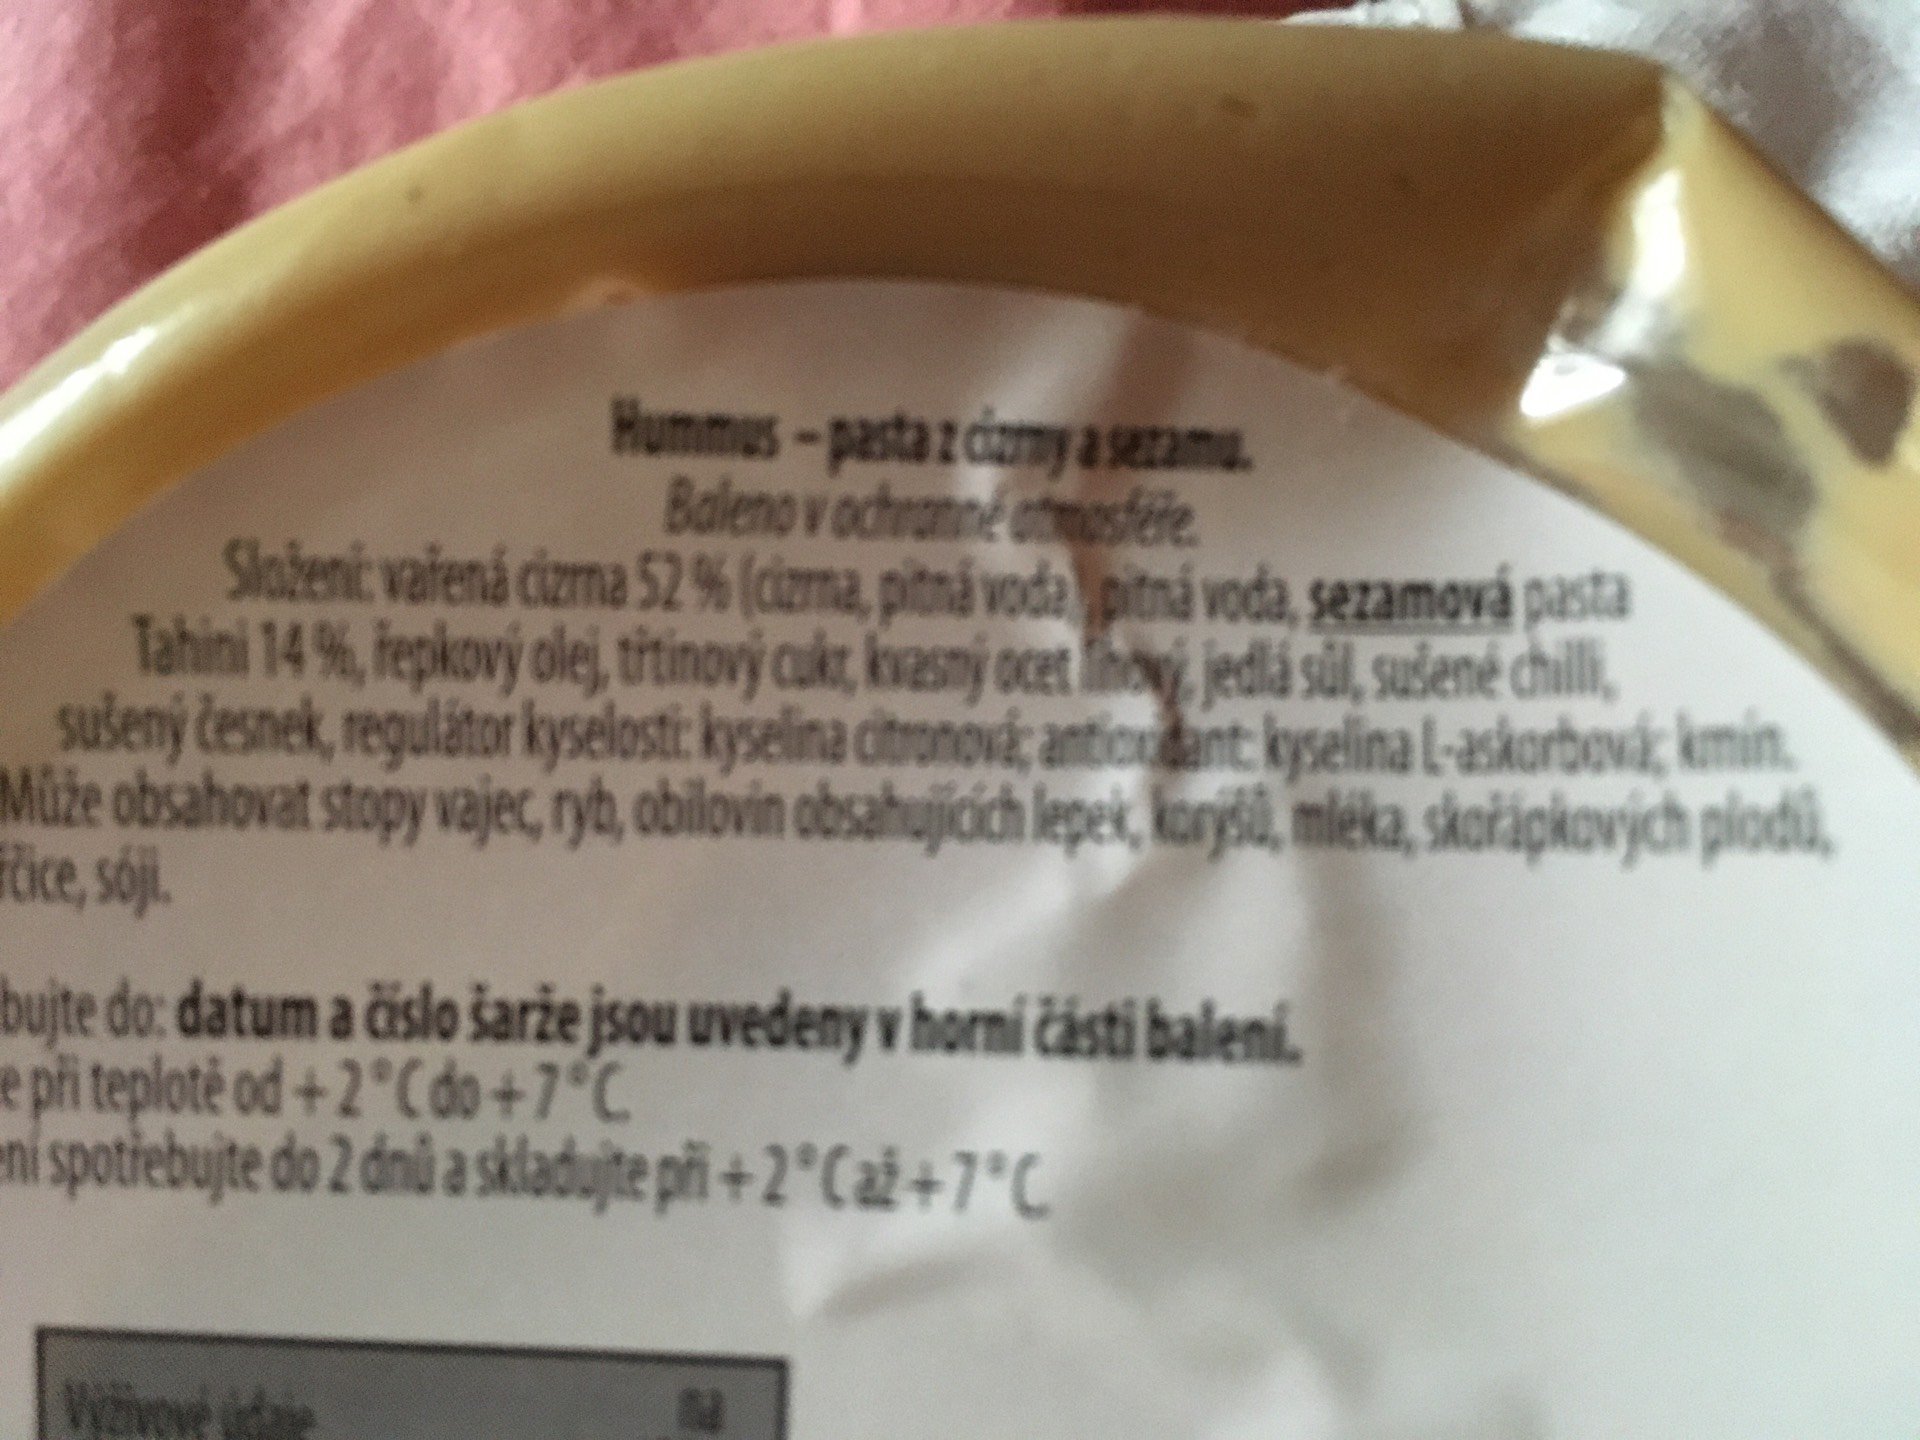 Hummus – pasta z cizrny a sezamu.
Baleno v ochranné atmosféře.
Složení: vařená cizrna 52 % (cizrna, pitná voda), pitná voda, sezamová pasta
Tahini 14 %, řepkový olej, třtinový cukr, kvasný ocet lihový, jedlá sůl, sušené chilli,
sušený česnek, regulátor kyselosti: kyselina citronová; antioxidant: kyselina L-askorbová; kmín.
Může obsahovat stopy vajec, ryb, obilovin obsahujících lepek, korýšů, mléka, skořápkových plodů,
řčice, sóji.
bujte do: datum a číslo šarže jsou uvedeny v horní části balení.
e při teplotě od +2°C do +7°C.
ení spotřebujte do 2 dnů a skladujte při +2°C až +7°C.
Výživové údaje na